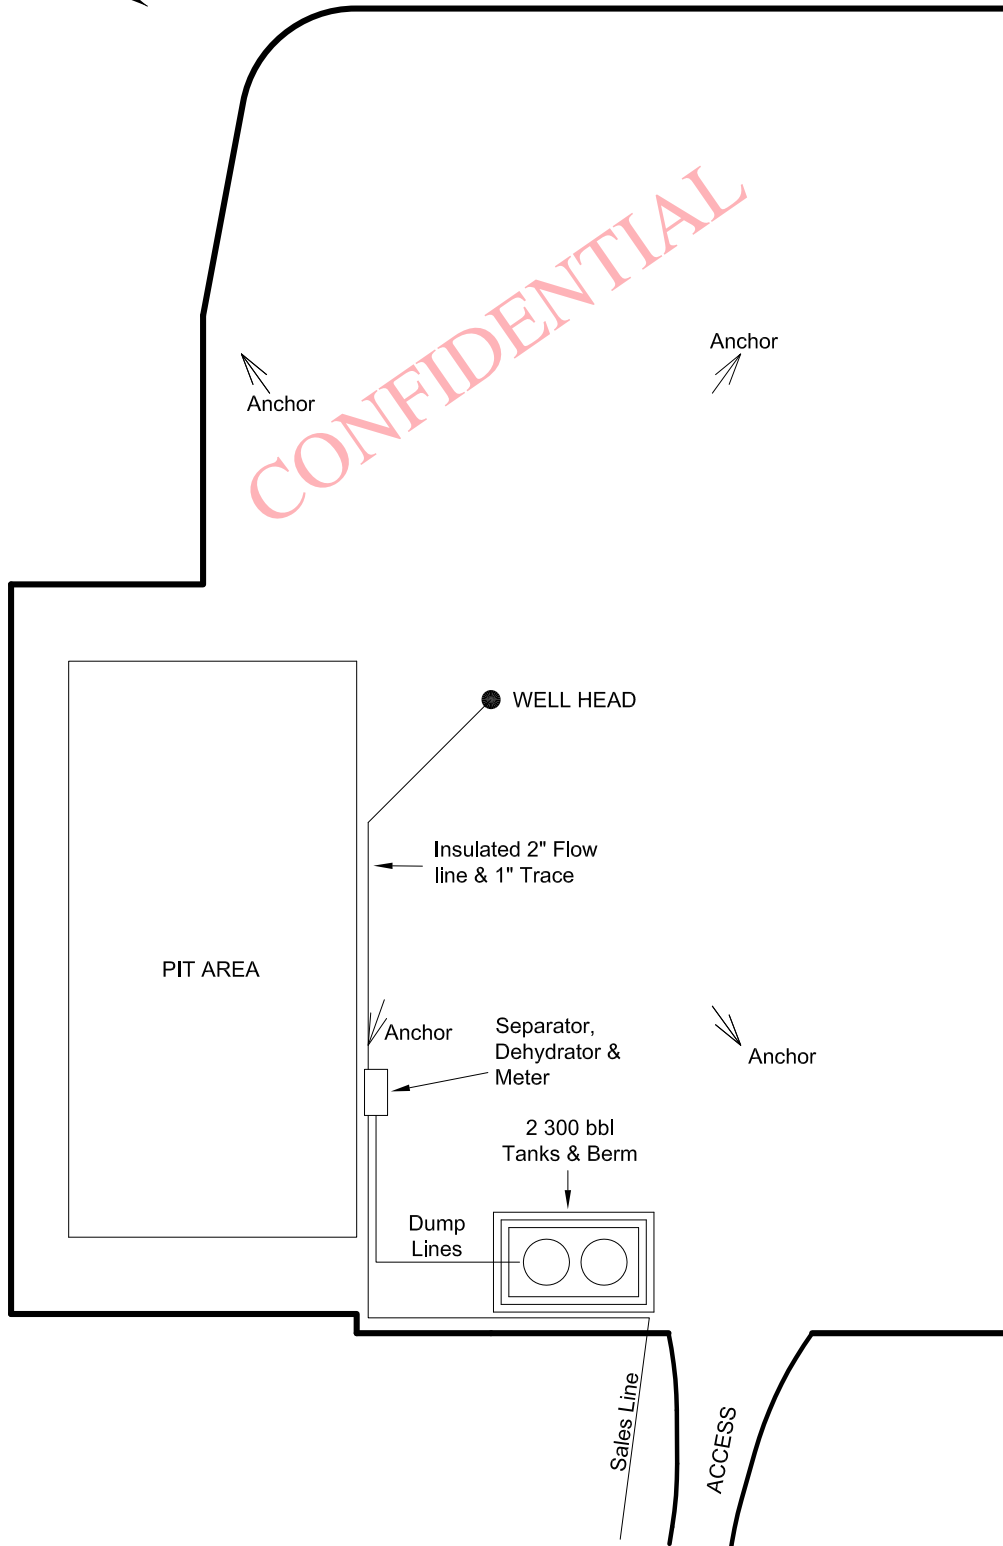 CONFIDENTIAL
Anchor
Anchor
WELL HEAD
Insulated 2" Flow
line & 1" Trace
PIT AREA
Anchor
Separator,
Dehydrator &
Meter
Anchor
2 300 bbl
Tanks & Berm
Dump
Lines
Sales Line
ACCESS